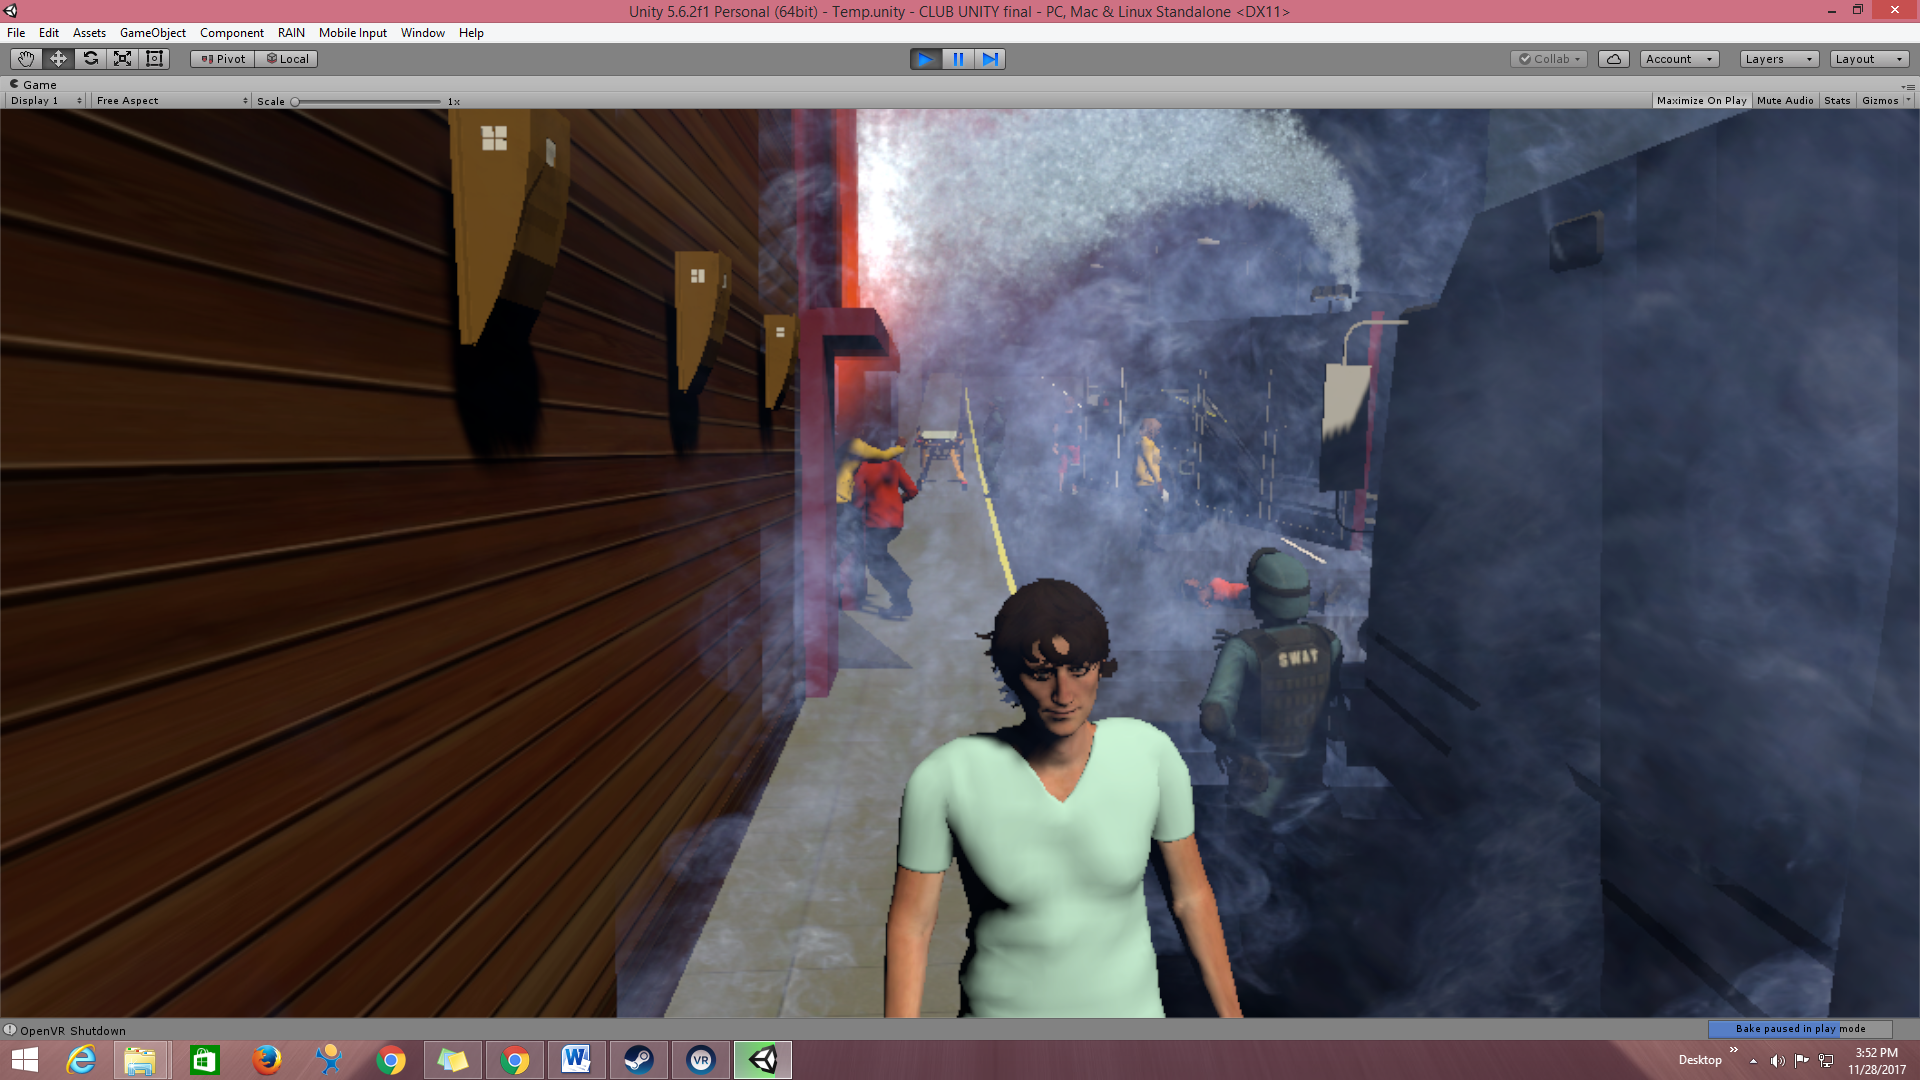 Unity 5.6.2f1 Personal (64bit) - Temp.unity - CLUB UNITY final - PC, Mac & Linux Standalone <DX11>
File Edit Assets GameObject Component RAIN Mobile Input Window Help
Pivot Local Collab Account Layers Layout
Game
Display 1 Free Aspect Scale 1x Maximize On Play Mute Audio Stats Gizmos
SWAT
OpenVR Shutdown Bake paused in play mode
W VR Desktop 3:52 PM
11/28/2017